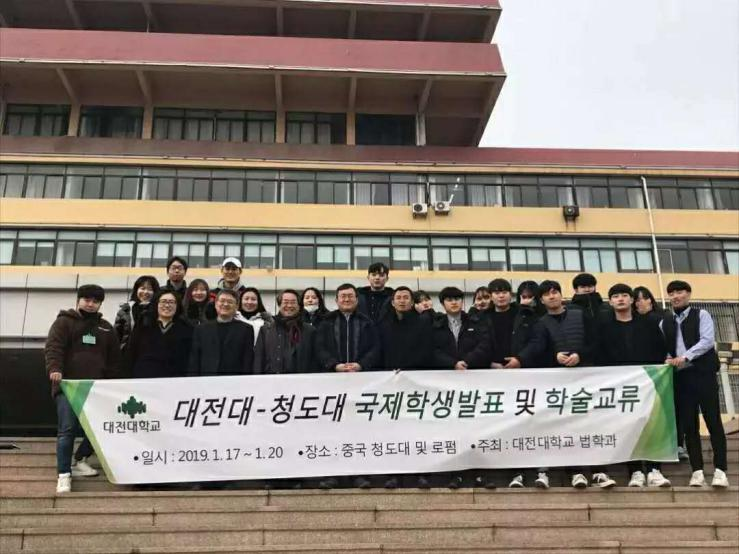 대전대학교
대전대-청도대 국제학생발표 및 학술교류
•일시 : 2019. 1. 17 ~ 1. 20 •장소 : 중국 청도대 및 로펌 •주최 : 대전대학교 법학과